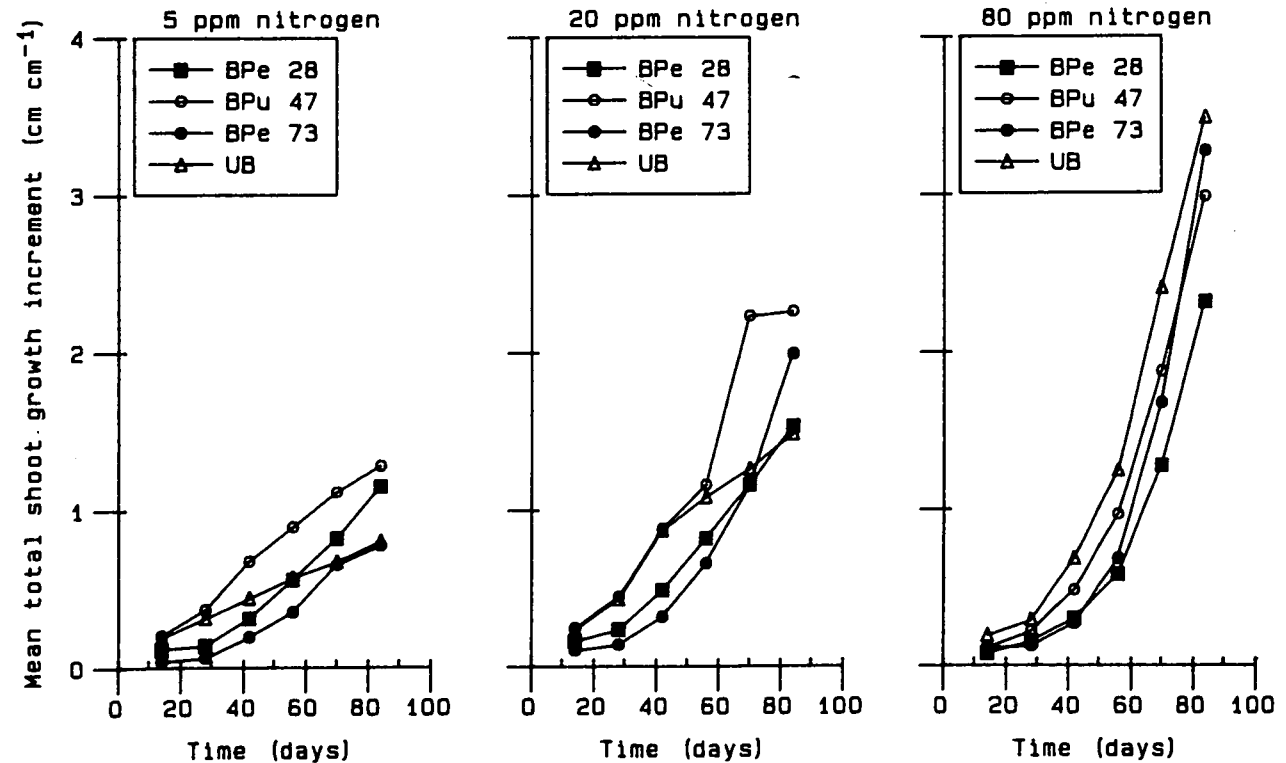 5 ppm nitrogen
20 ppm nitrogen
80 ppm nitrogen
Mean total shoot growth increment (cm cm⁻¹)
4
3
2
1
0
BPe 28
BPu 47
BPe 73
UB
BPe 28
BPu 47
BPe 73
UB
BPe 28
BPu 47
BPe 73
UB
0 20 40 60 80 100
0 20 40 60 80 100
0 20 40 60 80 100
Time (days)
Time (days)
Time (days)